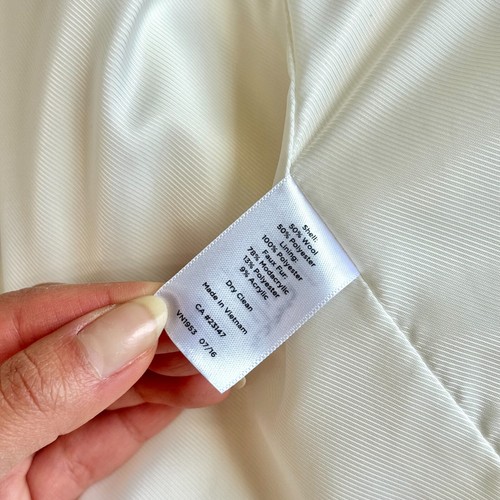 Shell:
50% Wool
50% Polyester
Lining:
100% Polyester
Faux Fur:
78% Modacrylic
13% Polyester
9% Acrylic
Dry Clean
Made in Vietnam
CA #23147
VN1953 07/16